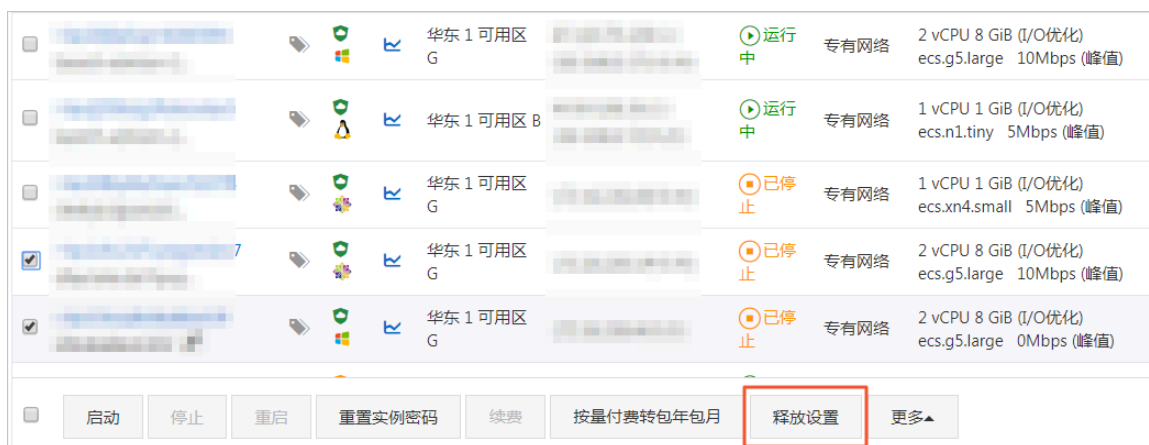 华东 1 可用区
G
运行
中
专有网络
2 vCPU 8 GiB (I/O优化)
ecs.g5.large 10Mbps (峰值)
华东 1 可用区 B
运行
中
专有网络
1 vCPU 1 GiB (I/O优化)
ecs.n1.tiny 5Mbps (峰值)
华东 1 可用区
G
已停
止
专有网络
1 vCPU 1 GiB (I/O优化)
ecs.xn4.small 5Mbps (峰值)
7
华东 1 可用区
G
已停
止
专有网络
2 vCPU 8 GiB (I/O优化)
ecs.g5.large 10Mbps (峰值)
华东 1 可用区
G
已停
止
专有网络
2 vCPU 8 GiB (I/O优化)
ecs.g5.large 0Mbps (峰值)
启动
停止
重启
重置实例密码
续费
按量付费转包年包月
释放设置
更多